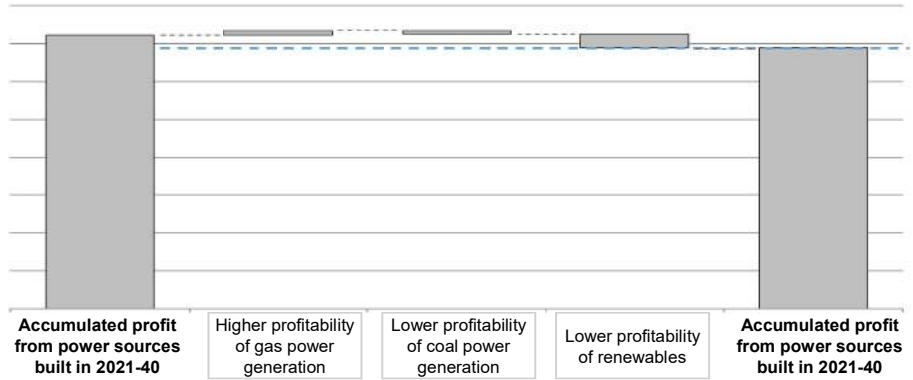 Accumulated profit
from power sources
built in 2021-40
Higher profitability
of gas power
generation
Lower profitability
of coal power
generation
Lower profitability
of renewables
Accumulated profit
from power sources
built in 2021-40